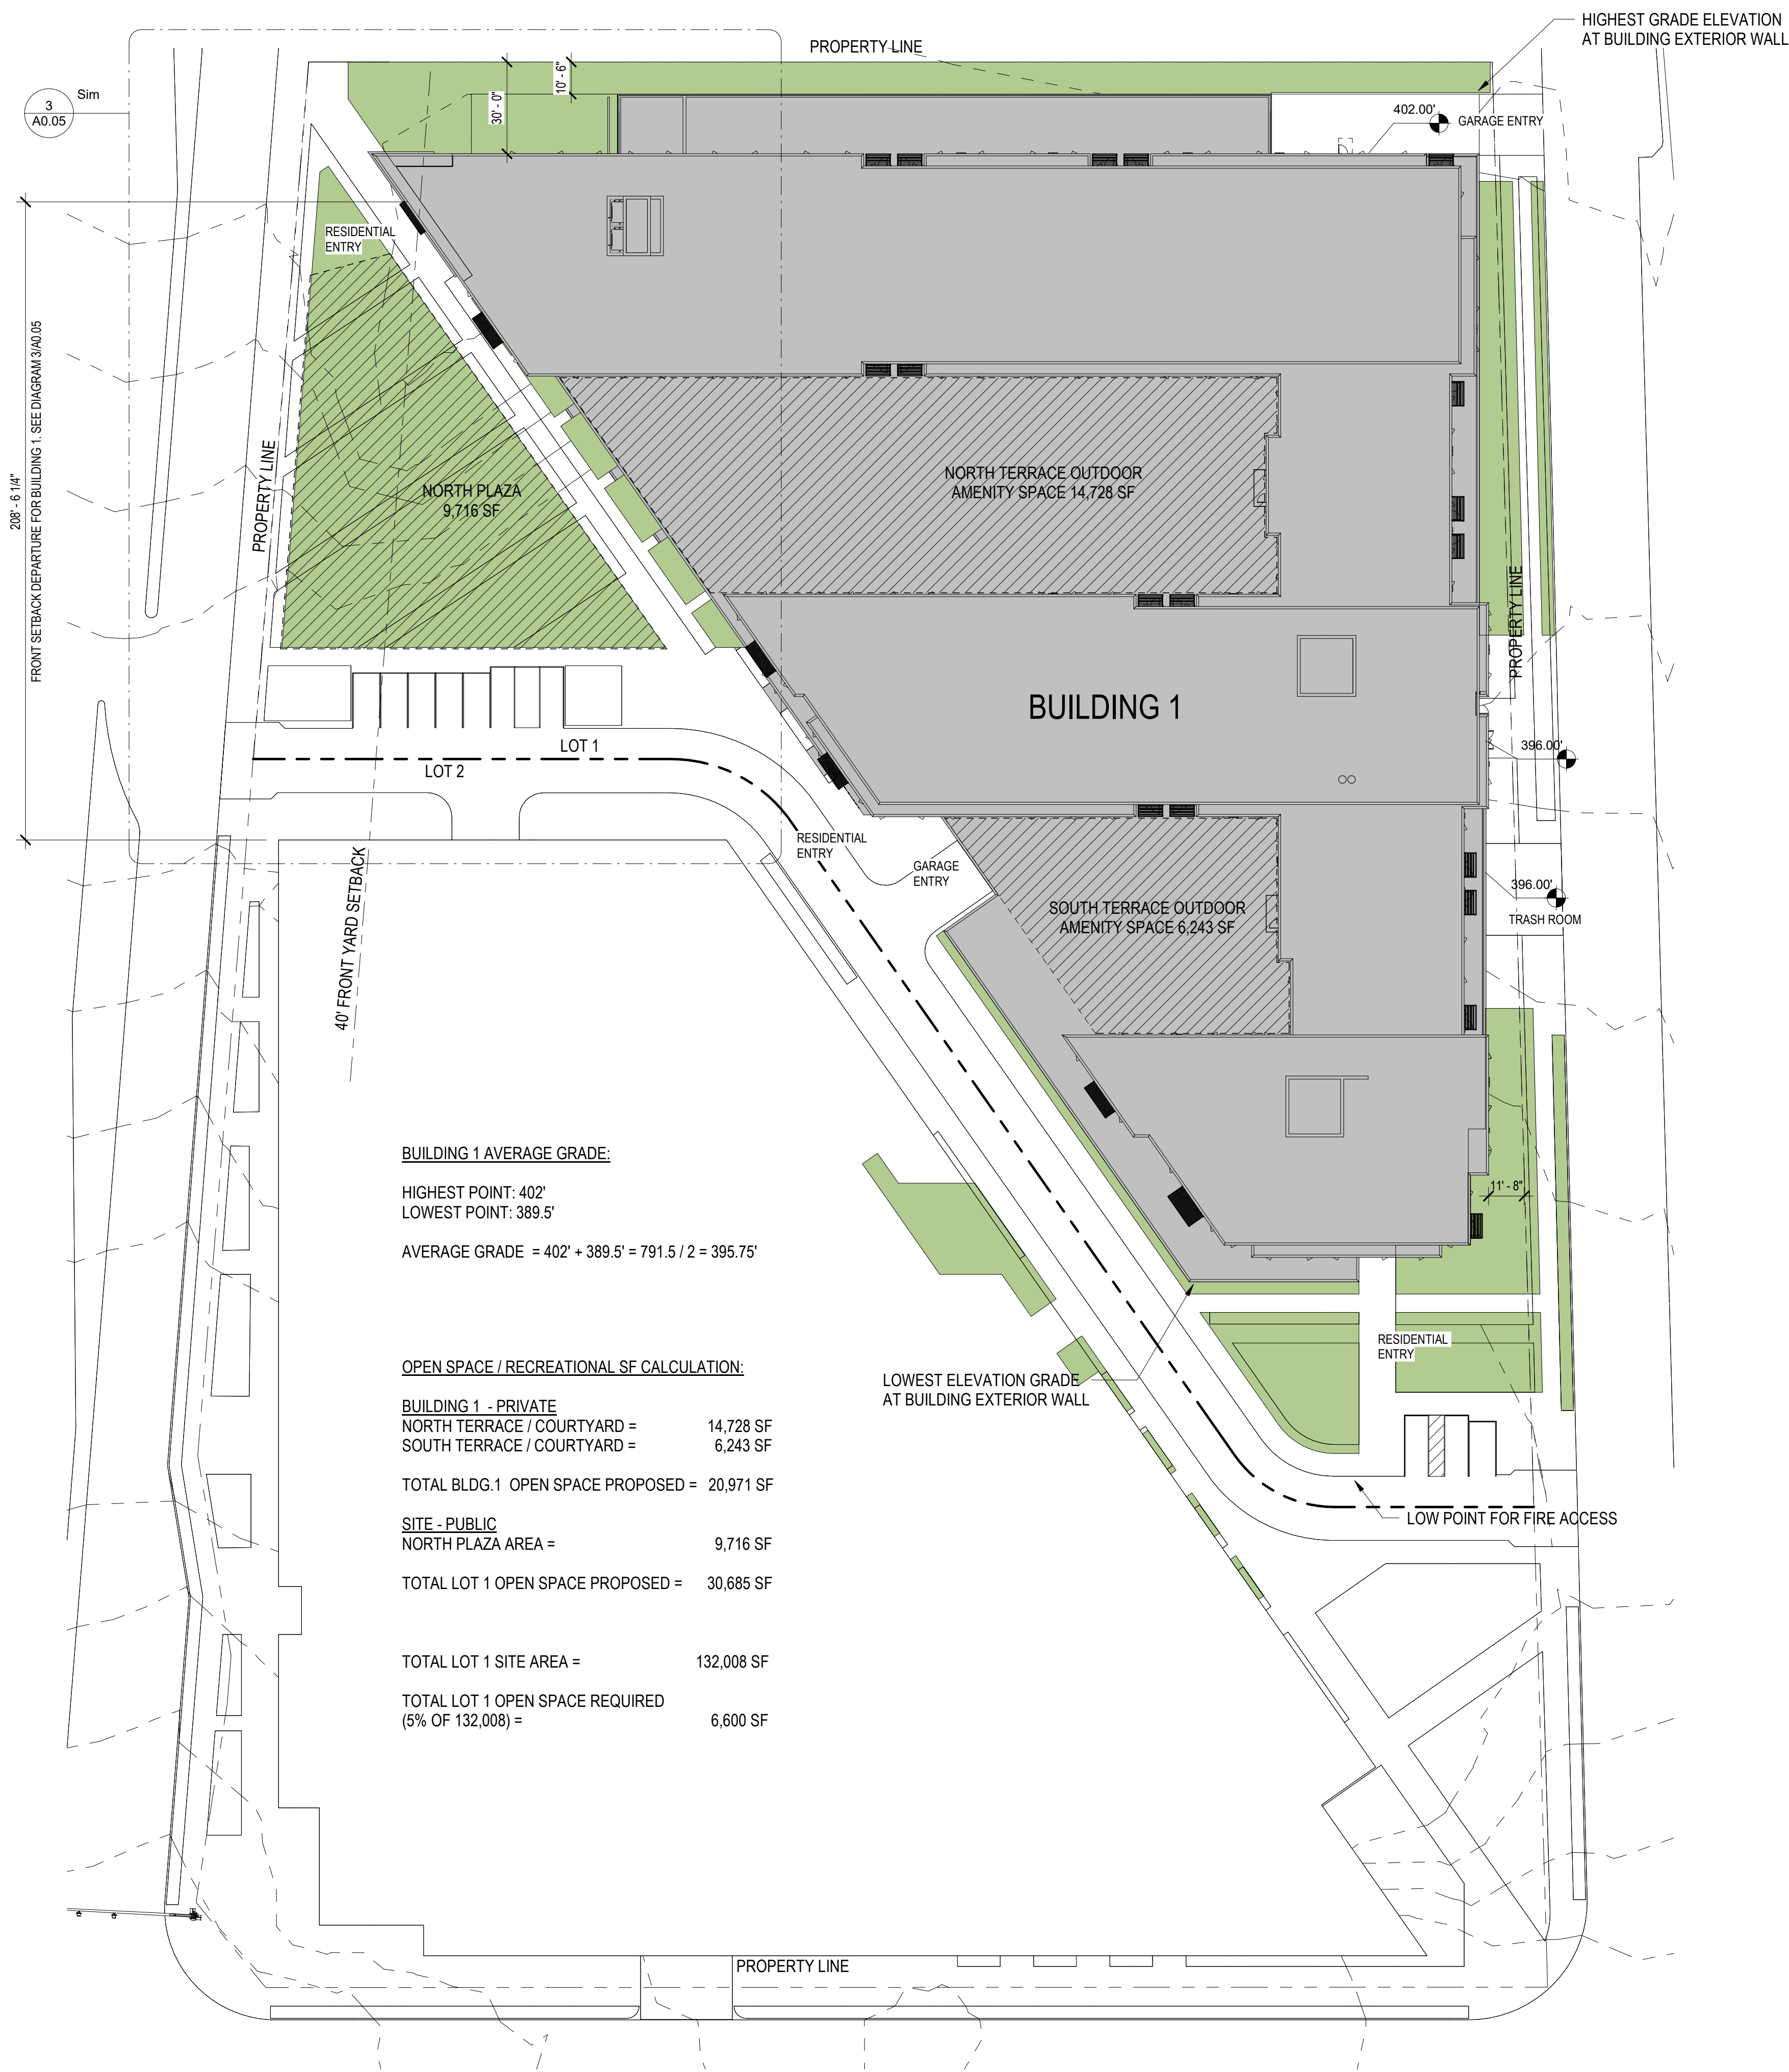 HIGHEST GRADE ELEVATION
AT BUILDING EXTERIOR WALL
PROPERTY LINE
3
A0.05
Sim
30' - 0"
10' - 6"
402.00'
GARAGE ENTRY
RESIDENTIAL
ENTRY
208' - 6 1/4"
FRONT SETBACK DEPARTURE FOR BUILDING 1. SEE DIAGRAM 3/A0.05
PROPERTY LINE
NORTH PLAZA
9,716 SF
NORTH TERRACE OUTDOOR
AMENITY SPACE 14,728 SF
PROPERTY LINE
BUILDING 1
396.00'
LOT 1
LOT 2
RESIDENTIAL
ENTRY
GARAGE
ENTRY
40' FRONT YARD SETBACK
SOUTH TERRACE OUTDOOR
AMENITY SPACE 6,243 SF
396.00'
TRASH ROOM
11' - 8"
BUILDING 1 AVERAGE GRADE:
HIGHEST POINT: 402'
LOWEST POINT: 389.5'
AVERAGE GRADE = 402' + 389.5' = 791.5 / 2 = 395.75'
OPEN SPACE / RECREATIONAL SF CALCULATION:
BUILDING 1 - PRIVATE
NORTH TERRACE / COURTYARD = 14,728 SF
SOUTH TERRACE / COURTYARD = 6,243 SF
TOTAL BLDG.1 OPEN SPACE PROPOSED = 20,971 SF
SITE - PUBLIC
NORTH PLAZA AREA = 9,716 SF
TOTAL LOT 1 OPEN SPACE PROPOSED = 30,685 SF
TOTAL LOT 1 SITE AREA = 132,008 SF
TOTAL LOT 1 OPEN SPACE REQUIRED
(5% OF 132,008) = 6,600 SF
LOWEST ELEVATION GRADE
AT BUILDING EXTERIOR WALL
RESIDENTIAL
ENTRY
LOW POINT FOR FIRE ACCESS
PROPERTY LINE